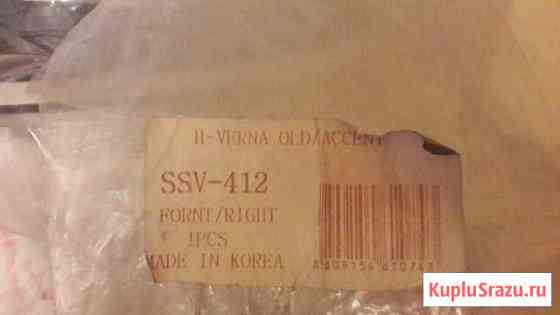 H-VERNA OLD/ACCENT
SSV-412
FORNT/RIGHT
1PCS
MADE IN KOREA
KupluSrazu.ru